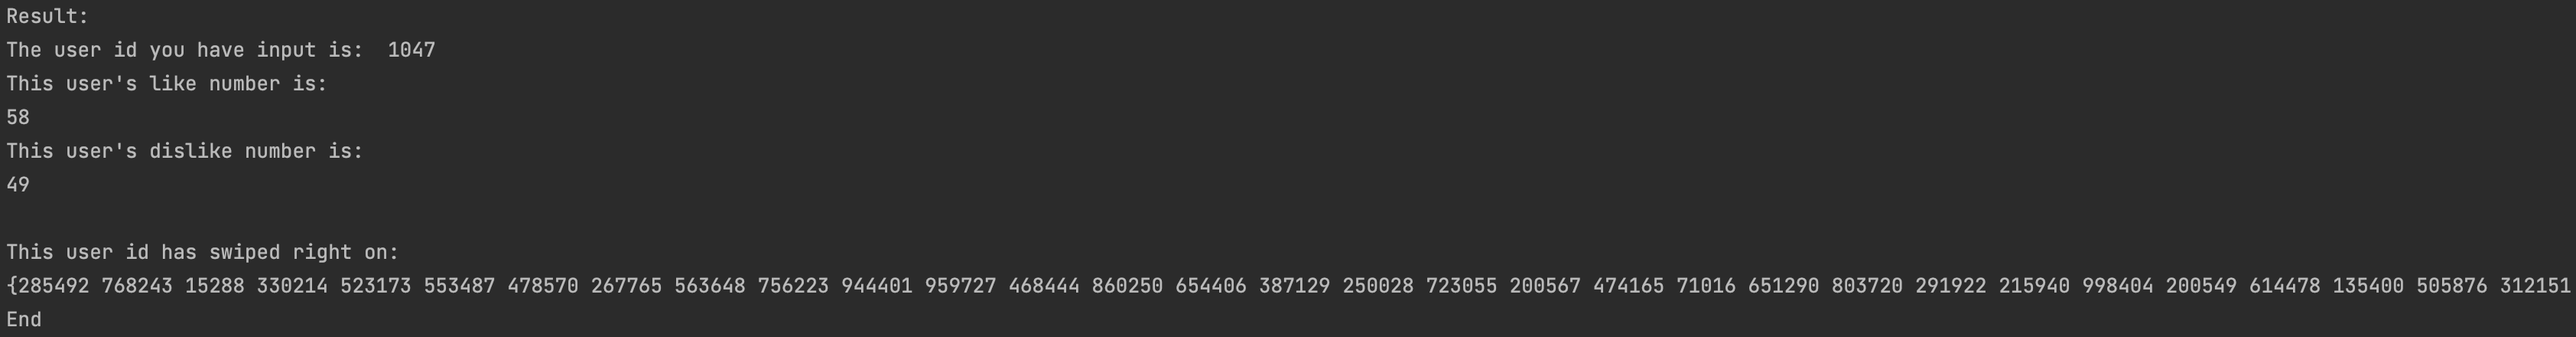 Result:
The user id you have input is:  1047
This user's like number is:
58
This user's dislike number is:
49
This user id has swiped right on:
{285492 768243 15288 330214 523173 553487 478570 267765 563648 756223 944401 959727 468444 860250 654406 387129 250028 723055 200567 474165 71016 651290 803720 291922 215940 998404 200549 614478 135400 505876 312151
End